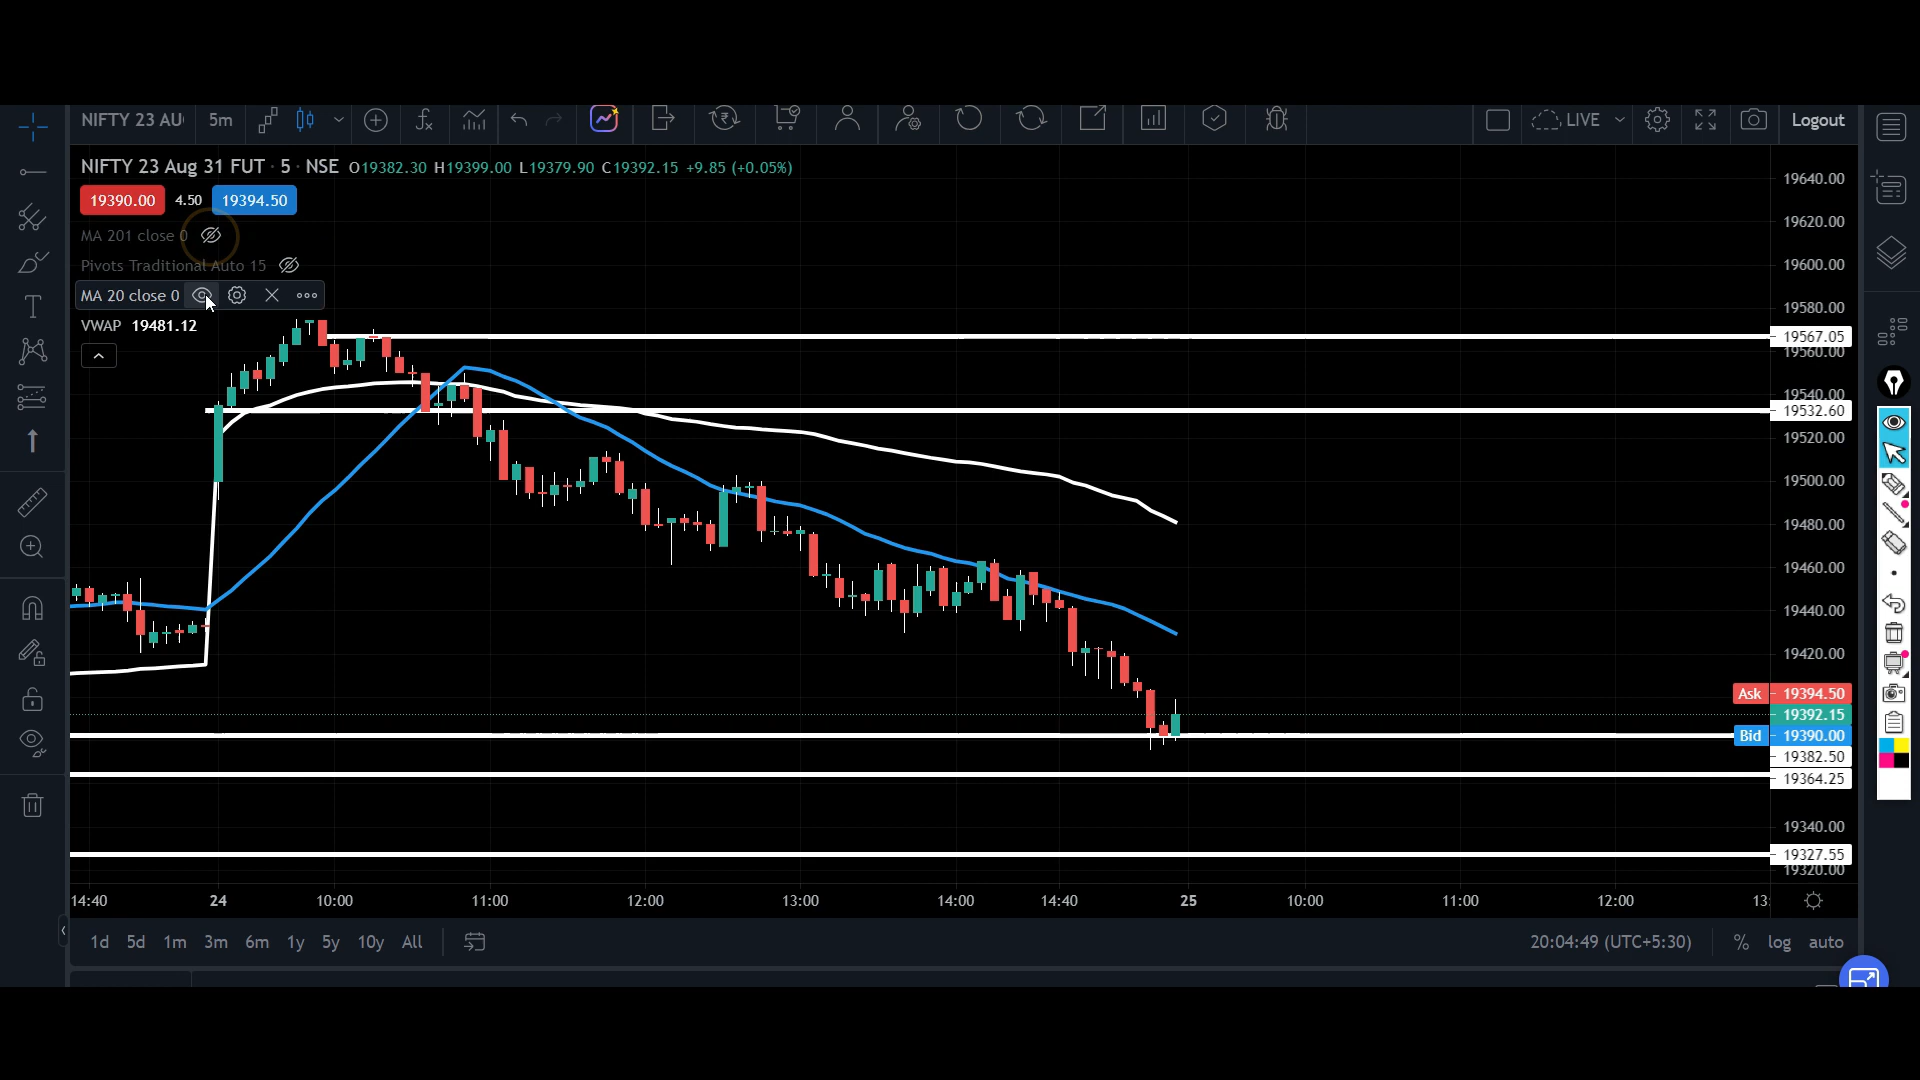 NIFTY 23 AU
5m
LIVE
Logout
NIFTY 23 Aug 31 FUT · 5 · NSE O19382.30 H19399.00 L19379.90 C19392.15 +9.85 (+0.05%)
19390.00 4.50 19394.50
MA 201 close 0
Pivots Traditional Auto 15
MA 20 close 0
VWAP 19481.12
19640.00
19620.00
19600.00
19580.00
19567.05
19560.00
19540.00
19532.60
19520.00
19500.00
19480.00
19460.00
19440.00
19420.00
Ask 19394.50
19392.15
Bid 19390.00
19382.50
19364.25
19340.00
19327.55
19320.00
14:40 24 10:00 11:00 12:00 13:00 14:00 14:40 25 10:00 11:00 12:00 13:
1d 5d 1m 3m 6m 1y 5y 10y All
20:04:49 (UTC+5:30) % log auto